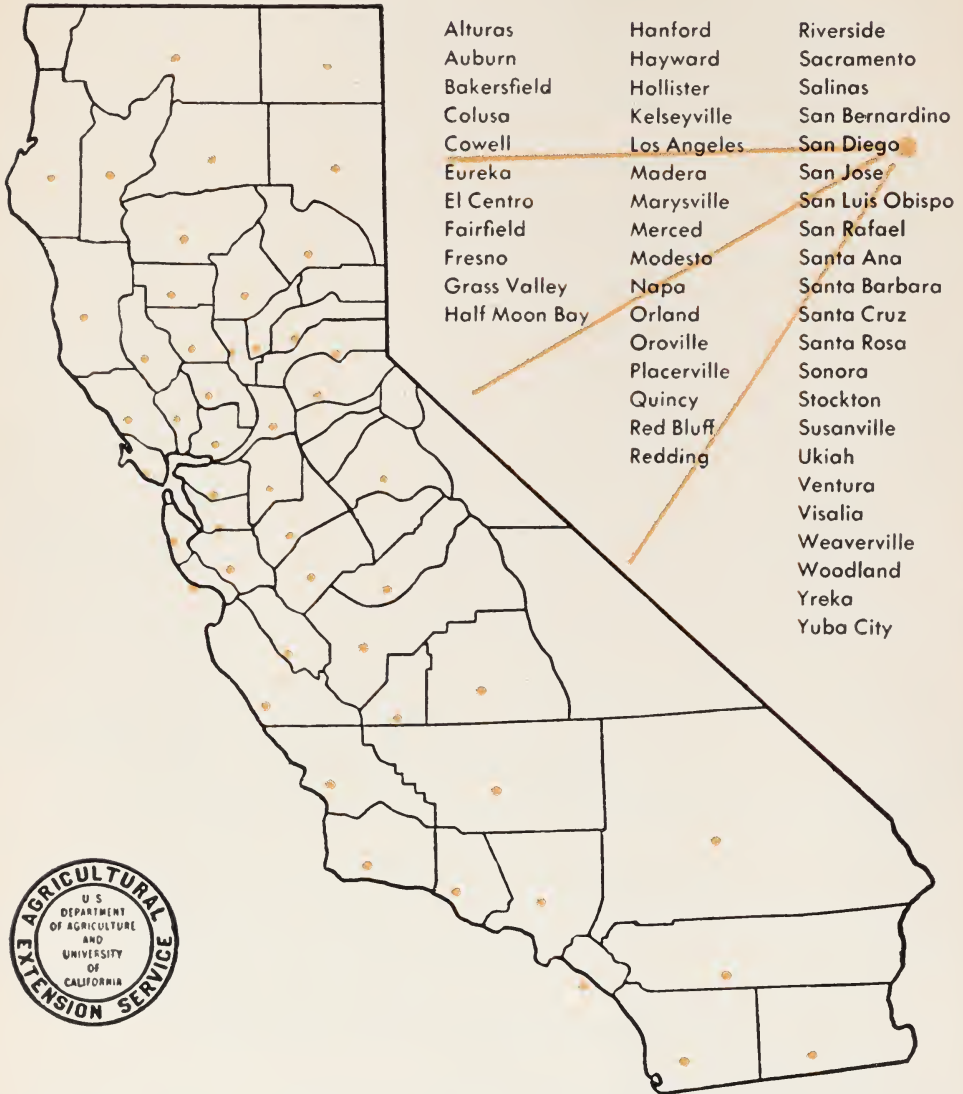 Alturas
Auburn
Bakersfield
Colusa
Cowell
Eureka
El Centro
Fairfield
Fresno
Grass Valley
Half Moon Bay
Hanford
Hayward
Hollister
Kelseyville
Los Angeles
Madera
Marysville
Merced
Modesto
Napa
Orland
Oroville
Placerville
Quincy
Red Bluff
Redding
Riverside
Sacramento
Salinas
San Bernardino
San Diego
San Jose
San Luis Obispo
San Rafael
Santa Ana
Santa Barbara
Santa Cruz
Santa Rosa
Sonora
Stockton
Susanville
Ukiah
Ventura
Visalia
Weaverville
Woodland
Yreka
Yuba City
AGRICULTURAL
EXTENSION SERVICE
U S
DEPARTMENT
OF AGRICULTURE
AND
UNIVERSITY
OF
CALIFORNIA